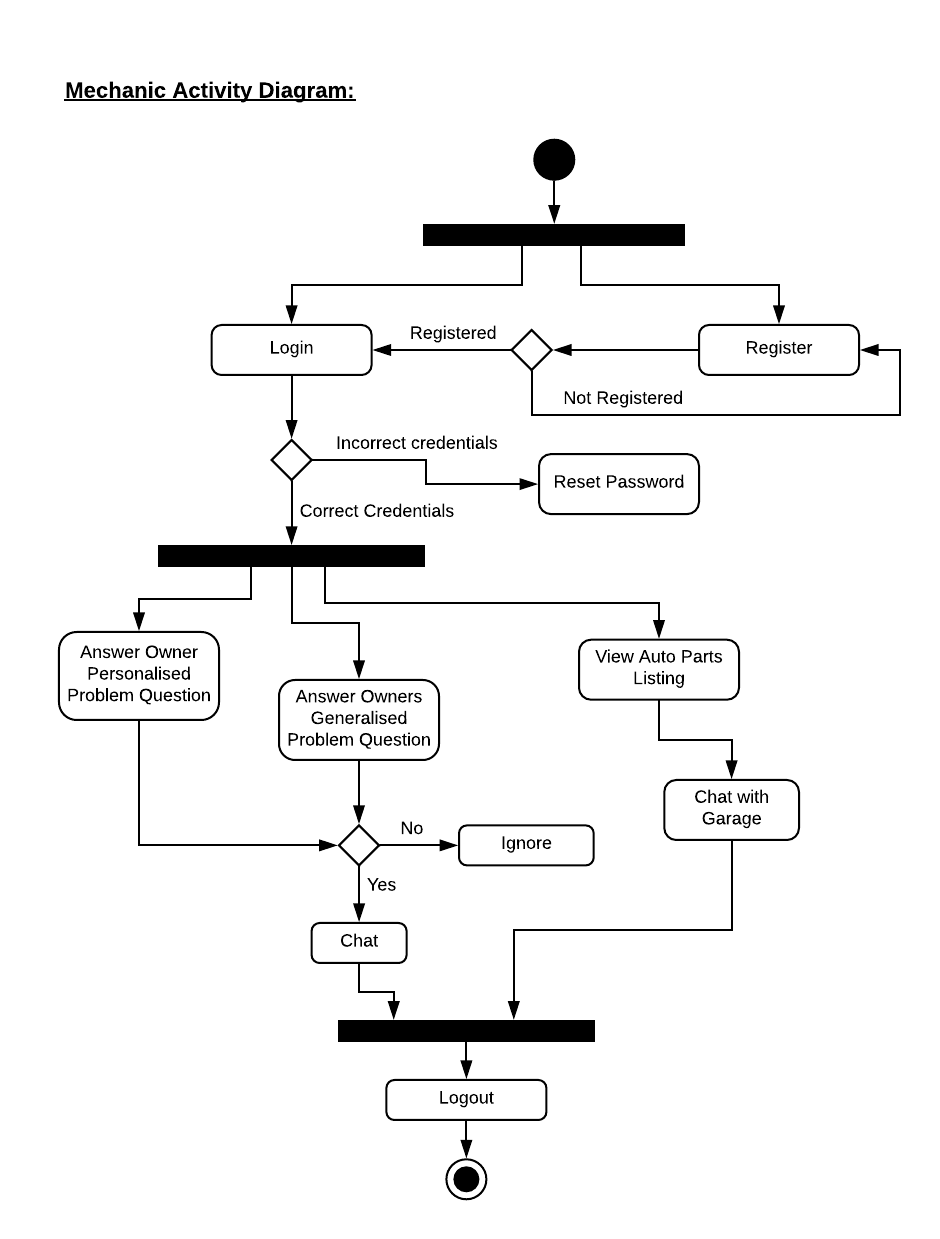 Mechanic Activity Diagram:
Registered
Login
Register
Not Registered
Incorrect credentials
Reset Password
Correct Credentials
Answer Owner
Personalised
Problem Question
Answer Owners
Generalised
Problem Question
View Auto Parts
Listing
Chat with
Garage
No
Ignore
Yes
Chat
Logout